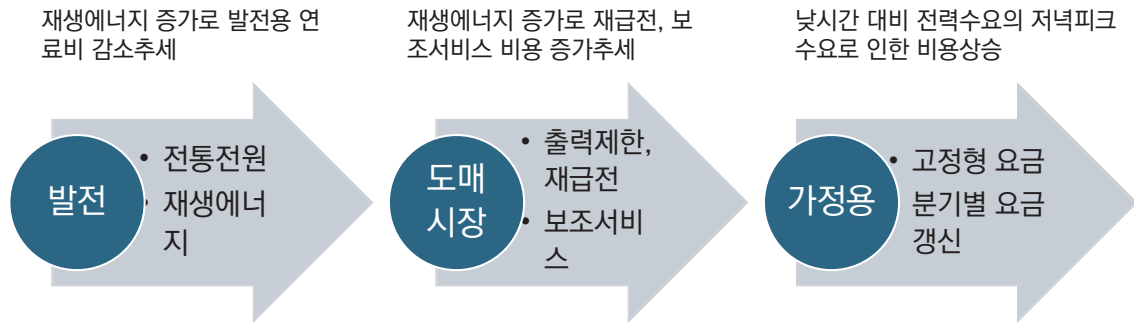 재생에너지 증가로 발전용 연
료비 감소추세
재생에너지 증가로 재급전, 보
조서비스 비용 증가추세
낮시간 대비 전력수요의 저녁피크
수요로 인한 비용상승
발전
• 전통전원
• 재생에너
지
도매
시장
• 출력제한,
재급전
• 보조서비
스
가정용
• 고정형 요금
• 분기별 요금
갱신